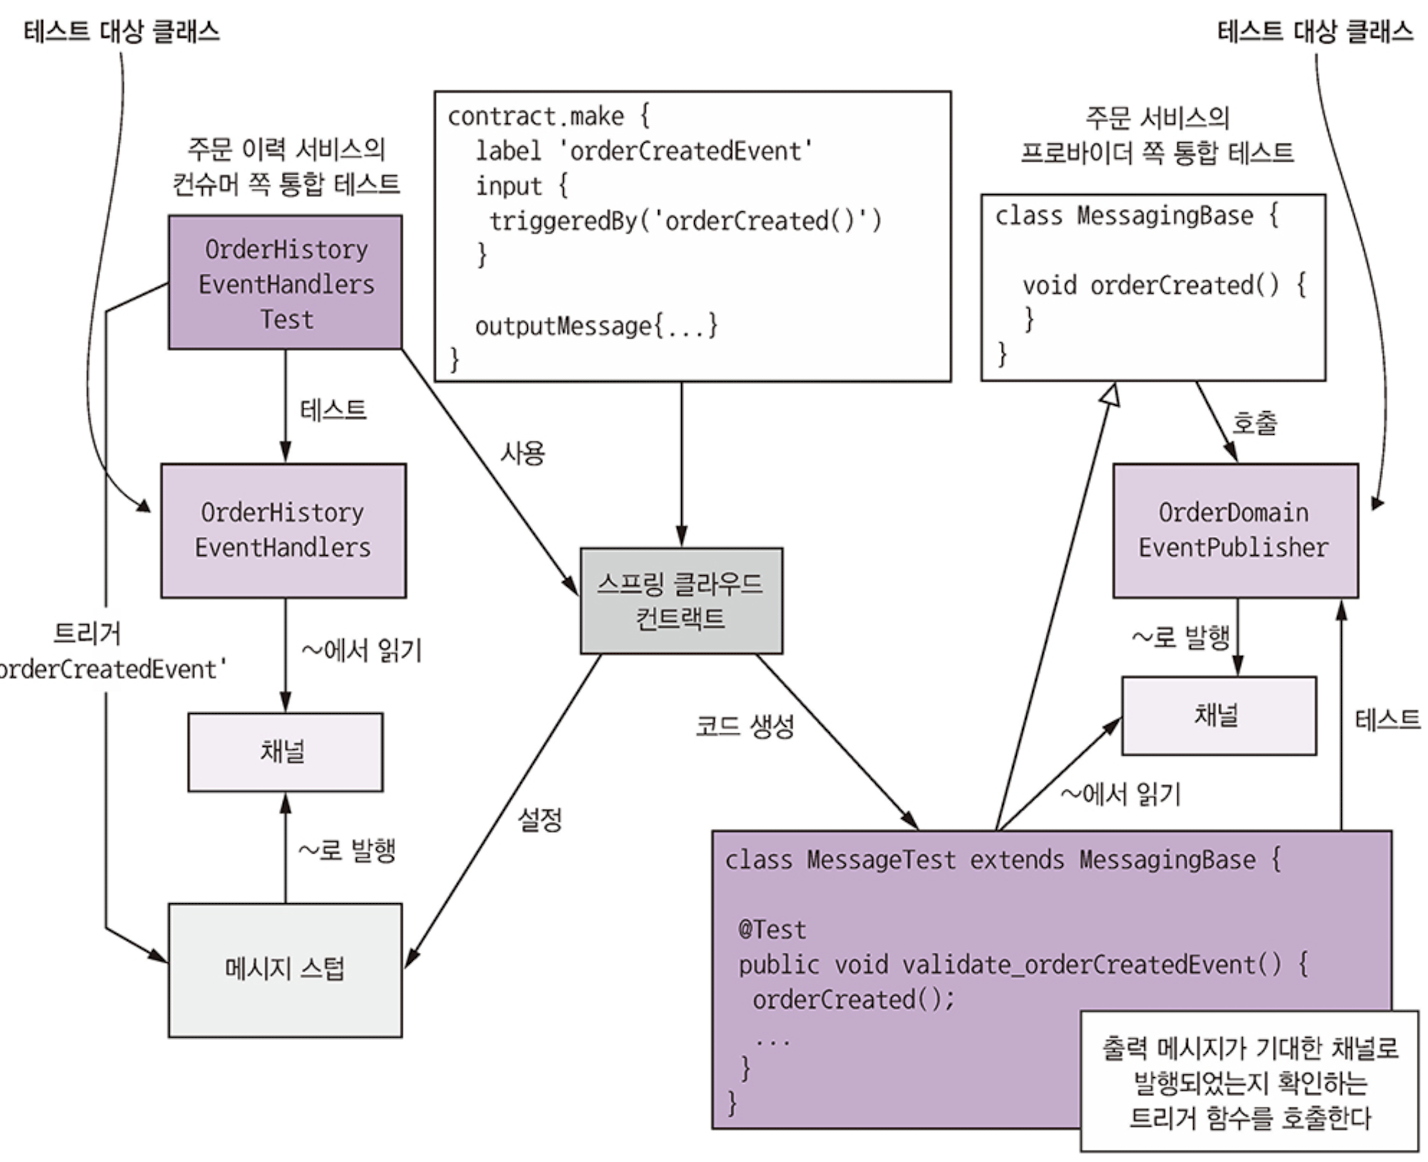 테스트 대상 클래스
테스트 대상 클래스
주문 이력 서비스의
컨슈머 쪽 통합 테스트
contract.make {
label 'orderCreatedEvent'
input {
triggeredBy('orderCreated()')
}
outputMessage{...}
}
주문 서비스의
프로바이더 쪽 통합 테스트
class MessagingBase {
void orderCreated() {
}
}
OrderHistory
EventHandlers
Test
테스트
사용
호출
OrderHistory
EventHandlers
OrderDomain
EventPublisher
스프링 클라우드
컨트랙트
트리거
orderCreatedEvent'
~에서 읽기
~로 발행
채널
채널
테스트
코드 생성
~에서 읽기
설정
~로 발행
메시지 스텁
class MessageTest extends MessagingBase {
@Test
public void validate_orderCreatedEvent() {
orderCreated();
...
}
}
출력 메시지가 기대한 채널로
발행되었는지 확인하는
트리거 함수를 호출한다